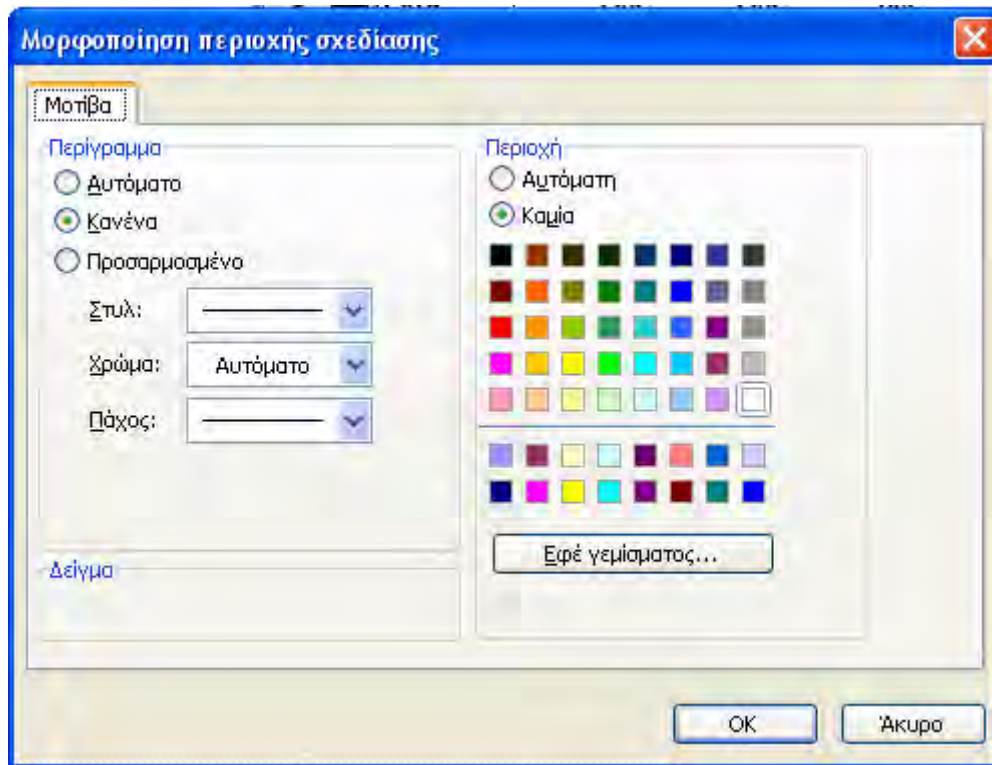 Μορφοποίηση περιοχής σχεδίασης
Μοτίβα
Περίγραμμα
Αυτόματο
Κανένα
Προσαρμοσμένο
Στυλ:
Χρώμα: Αυτόματο
Πάχος:
Δείγμα
Περιοχή
Αυτόματη
Καμία
Εφέ γεμίσματος...
OK
Άκυρο